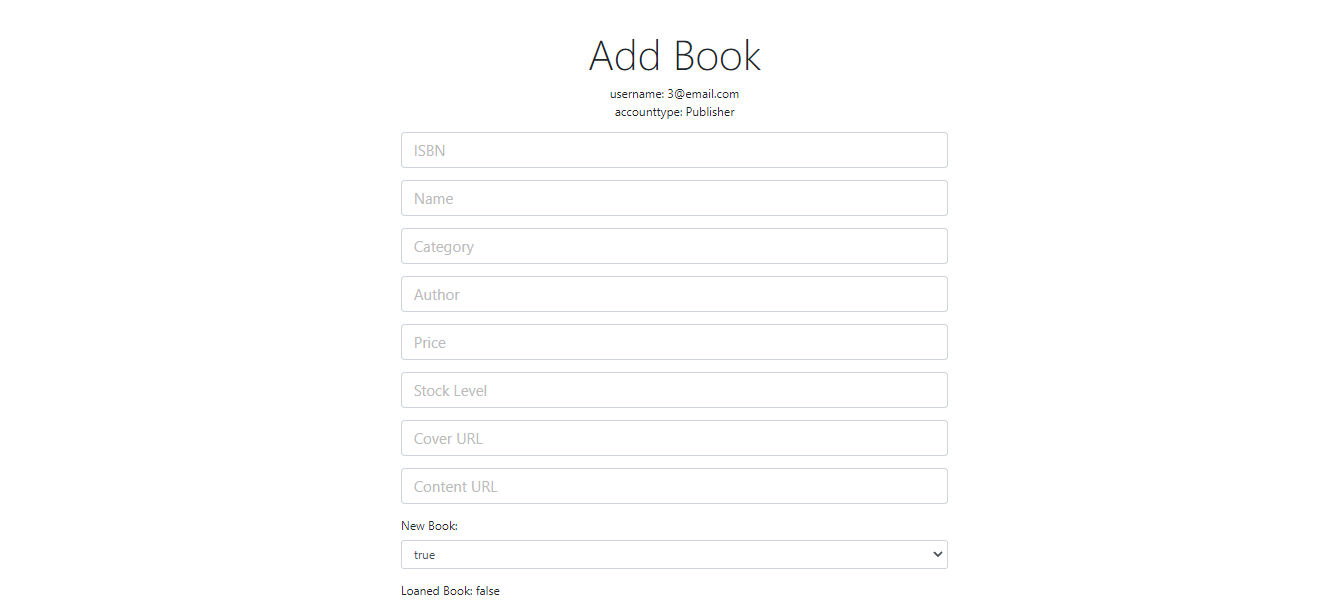 Add Book
username: 3@email.com
accounttype: Publisher
ISBN
Name
Category
Author
Price
Stock Level
Cover URL
Content URL
New Book:
true
Loaned Book: false